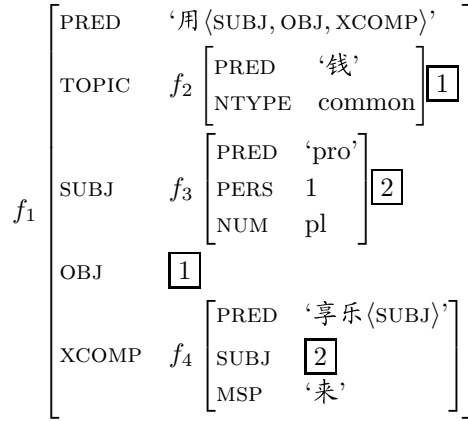 PRED ‘用⟨SUBJ, OBJ, XCOMP⟩’
PRED ‘钱’
TOPIC f2 1
NTYPE common
PRED ‘pro’
f1 SUBJ f3 PERS 1 2
NUM pl
OBJ 1
PRED ‘享乐⟨SUBJ⟩’
XCOMP f4 SUBJ 2
MSP ‘来’